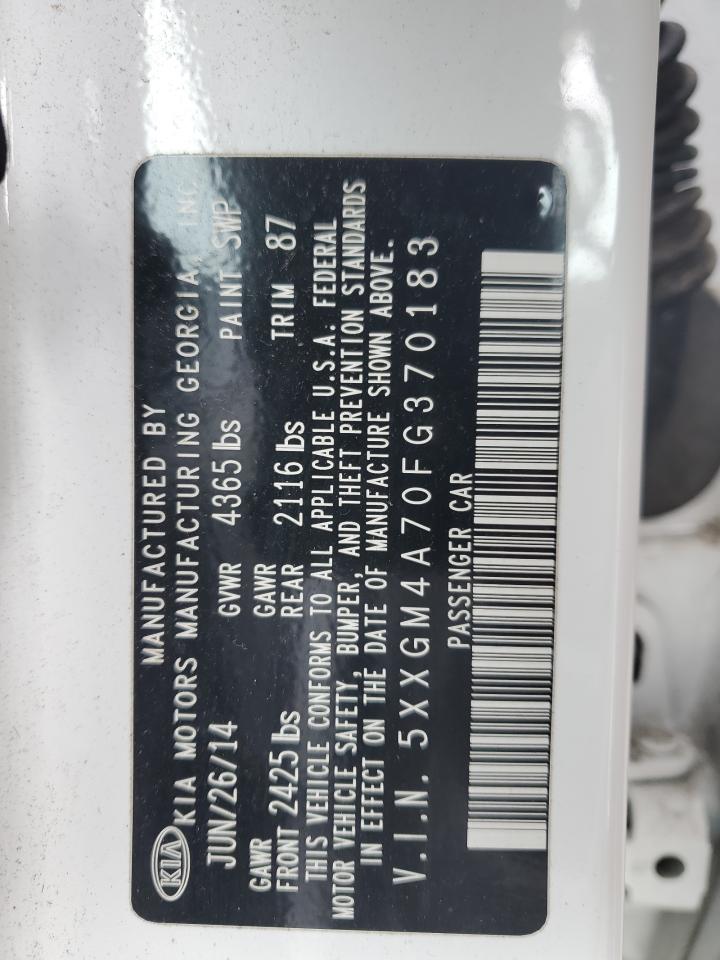 MANUFACTURED BY
KIA KIA MOTORS MANUFACTURING GEORGIA, INC.
JUN/26/14 GVWR 4365 lbs PAINT SWP
GAWR FRONT 2425 lbs GAWR REAR 2116 lbs TRIM 87
THIS VEHICLE CONFORMS TO ALL APPLICABLE U.S.A. FEDERAL
MOTOR VEHICLE SAFETY, BUMPER, AND THEFT PREVENTION STANDARDS
IN EFFECT ON THE DATE OF MANUFACTURE SHOWN ABOVE.
V.I.N. 5XXGM4A70FG370183
PASSENGER CAR